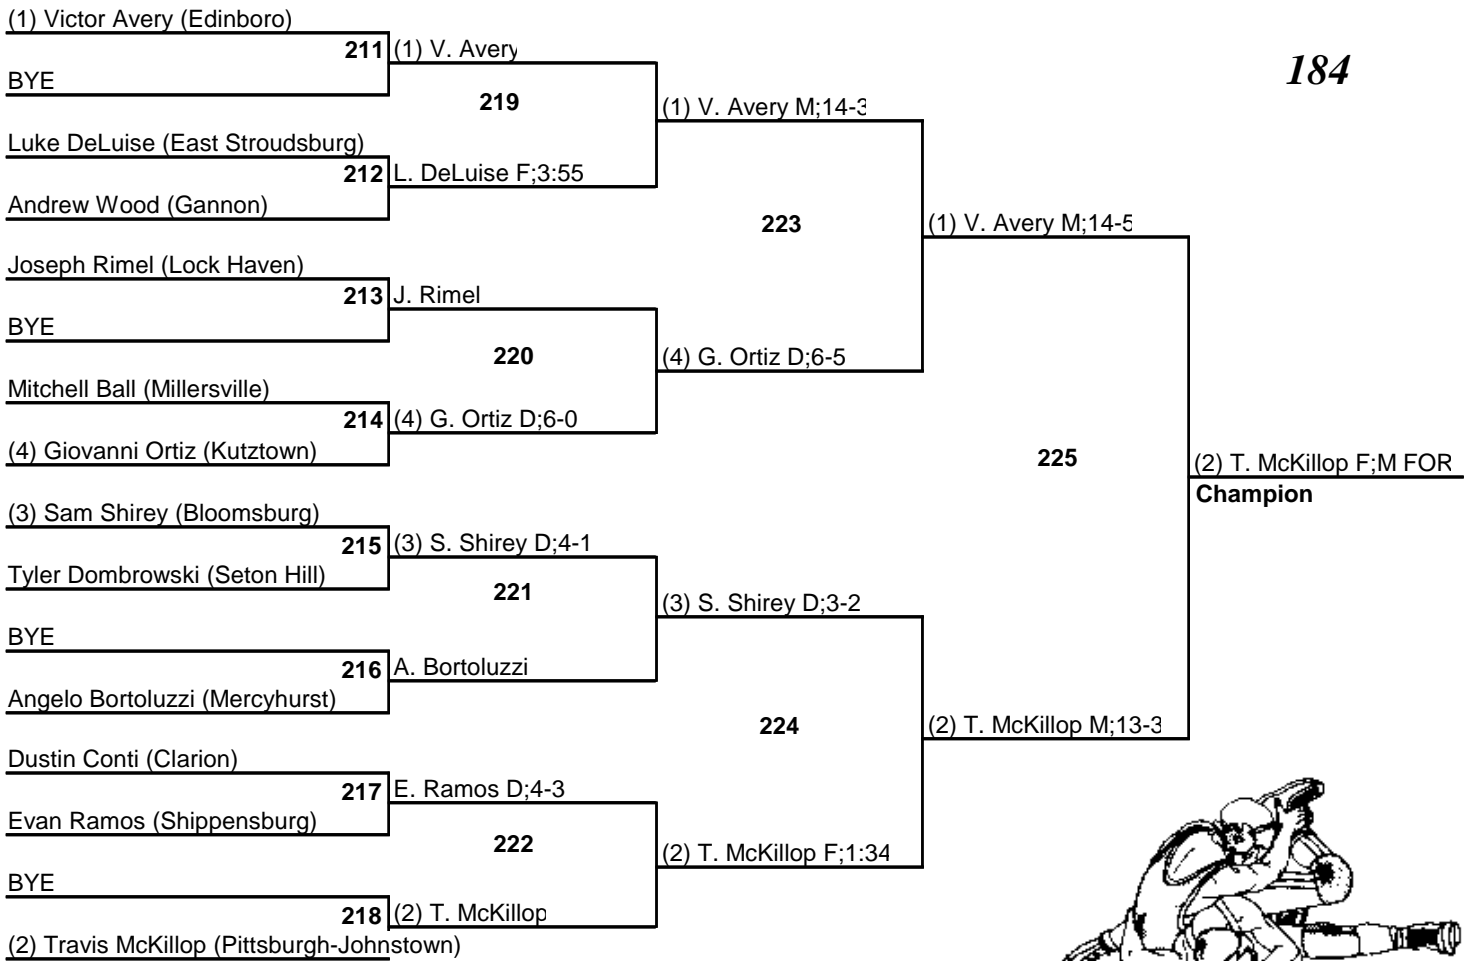 (1) Victor Avery (Edinboro)
184
211 (1) V. Avery
BYE
219
(1) V. Avery M;14-3
Luke DeLuise (East Stroudsburg)
212 L. DeLuise F;3:55
Andrew Wood (Gannon)
223
(1) V. Avery M;14-5
Joseph Rimel (Lock Haven)
213 J. Rimel
BYE
220
(4) G. Ortiz D;6-5
Mitchell Ball (Millersville)
214 (4) G. Ortiz D;6-0
(4) Giovanni Ortiz (Kutztown)
225
(2) T. McKillop F;M FOR
Champion
(3) Sam Shirey (Bloomsburg)
215 (3) S. Shirey D;4-1
Tyler Dombrowski (Seton Hill)
221
(3) S. Shirey D;3-2
BYE
216 A. Bortoluzzi
Angelo Bortoluzzi (Mercyhurst)
224
(2) T. McKillop M;13-3
Dustin Conti (Clarion)
217 E. Ramos D;4-3
Evan Ramos (Shippensburg)
222
(2) T. McKillop F;1:34
BYE
218 (2) T. McKillop
(2) Travis McKillop (Pittsburgh-Johnstown)